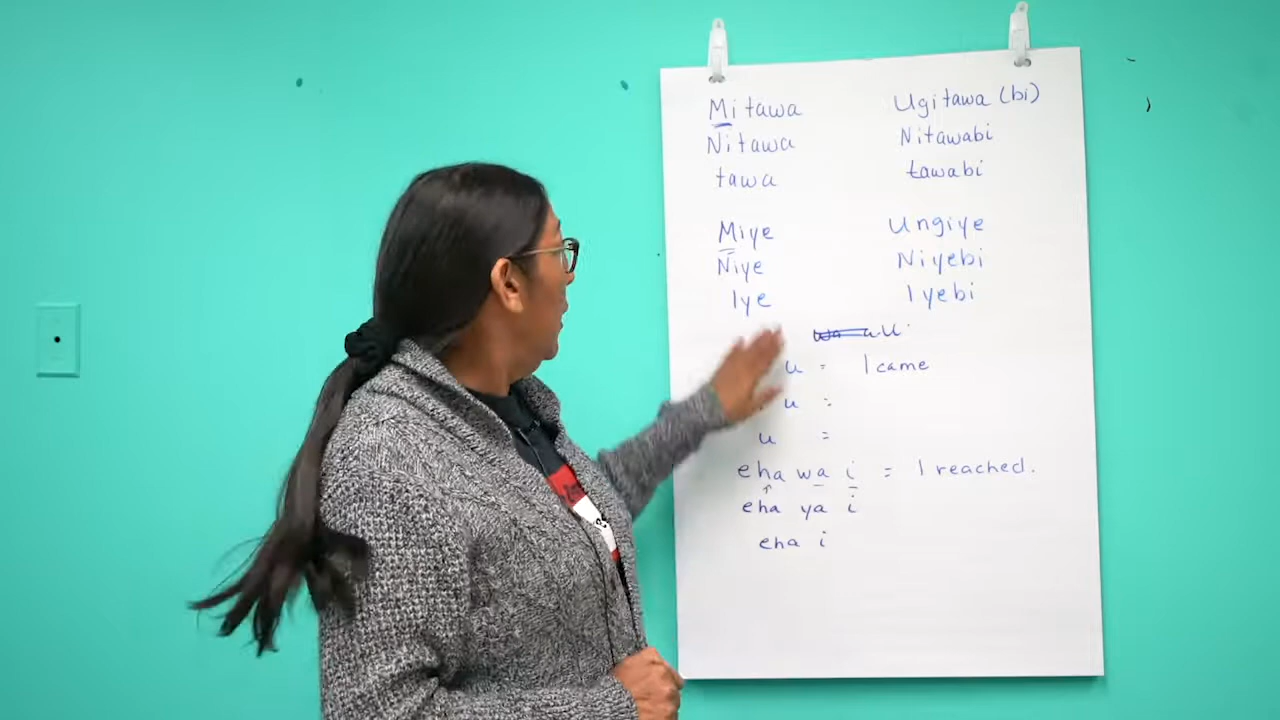 Mitawa Ugitawa (bi)
Nitawa Nitawabi
tawa tawabi
Miye Ungiye
Niye Niyebi
Iye Iyebi
u = I came
u =
u =
eha wa i = I reached.
eha ya i
eha i